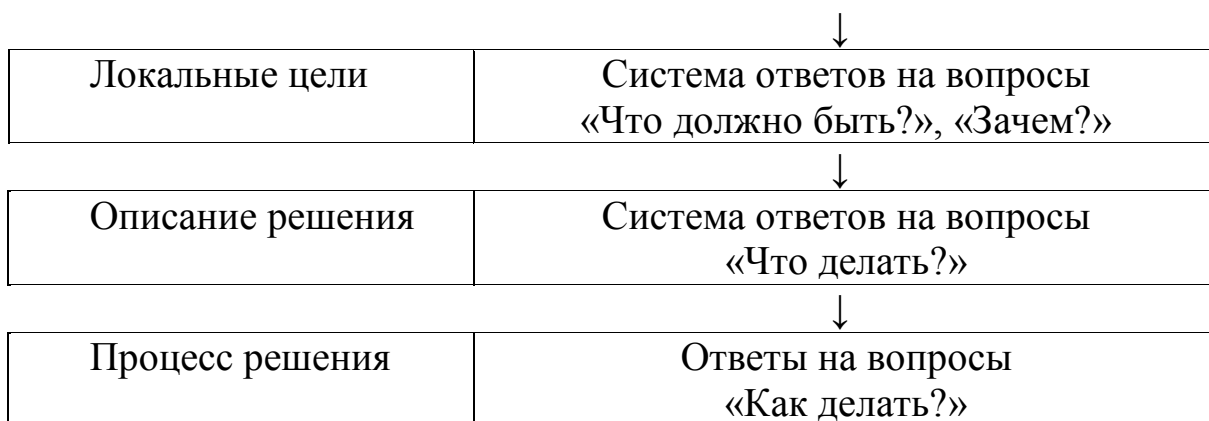 ↓
Локальные цели
Система ответов на вопросы
«Что должно быть?», «Зачем?»
↓
Описание решения
Система ответов на вопросы
«Что делать?»
↓
Процесс решения
Ответы на вопросы
«Как делать?»